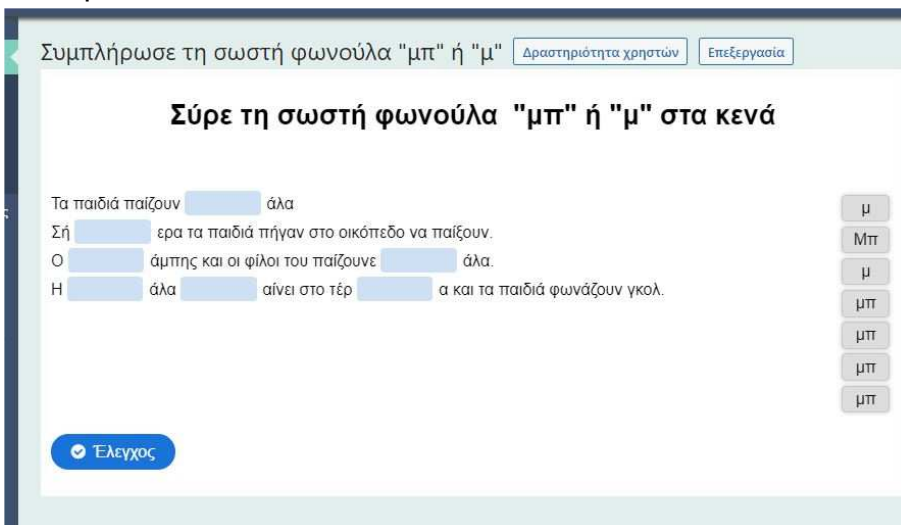 Συμπλήρωσε τη σωστή φωνούλα "μπ" ή "μ" Δραστηριότητα χρηστών Επεξεργασία
Σύρε τη σωστή φωνούλα "μπ" ή "μ" στα κενά
Τα παιδιά παίζουν άλα
Σή ερα τα παιδιά πήγαν στο οικόπεδο να παίξουν.
Ο άμπης και οι φίλοι του παίζουνε άλα.
Η άλα αίνει στο τέρ α και τα παιδιά φωνάζουν γκολ.
μ
Μπ
μ
μπ
μπ
μπ
μπ
Έλεγχος